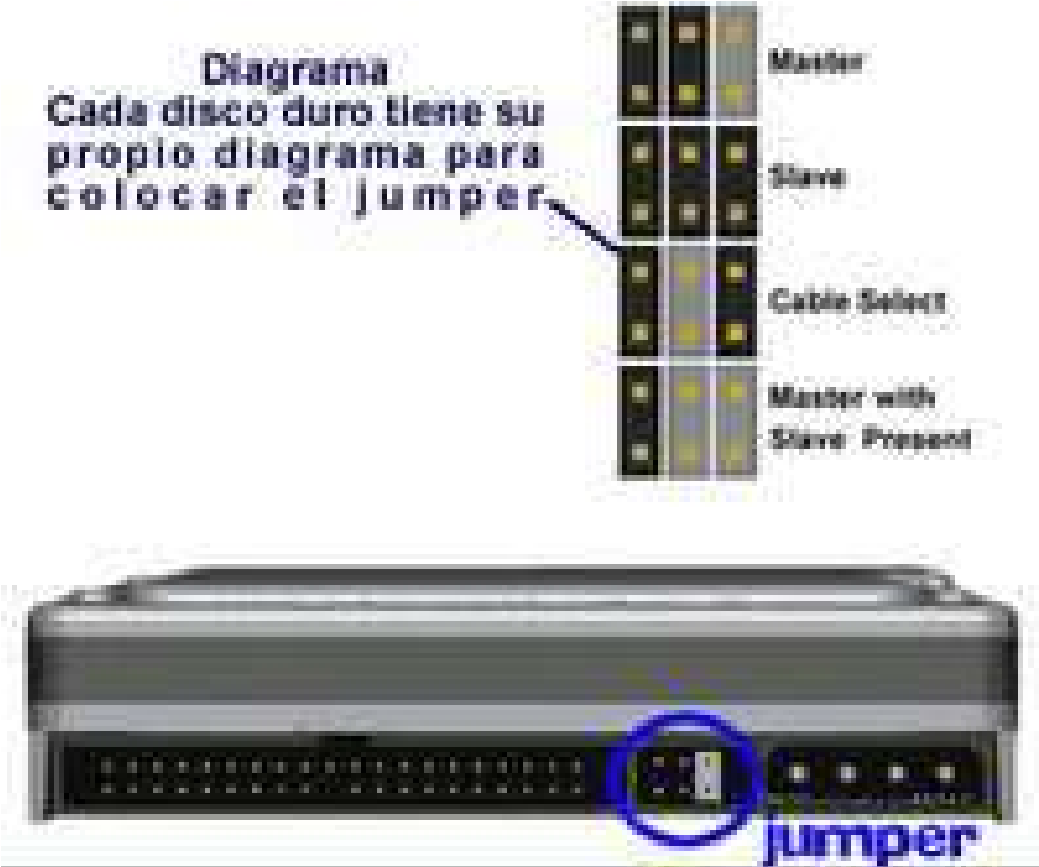 Diagrama
Cada disco duro tiene su
propio diagrama para
colocar el jumper
Master
Slave
Cable Select
Master with
Slave Present
jumper